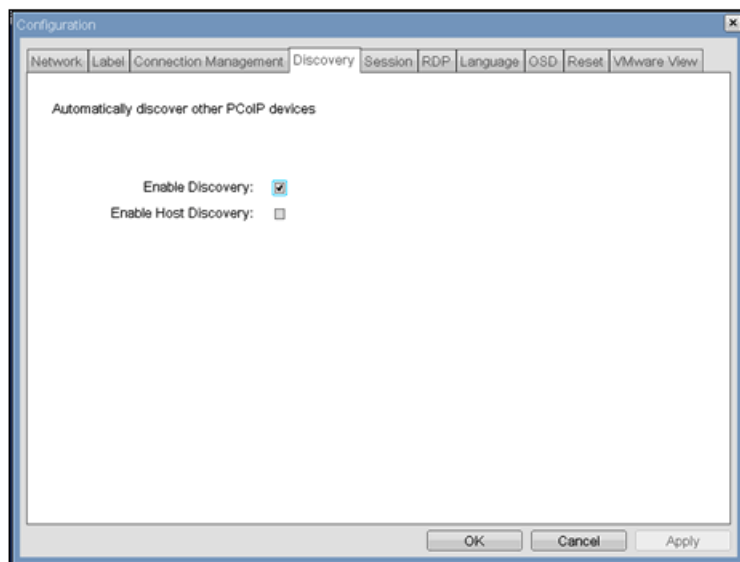 Configuration
Network Label Connection Management Discovery Session RDP Language OSD Reset VMware View
Automatically discover other PCoIP devices
Enable Discovery:
Enable Host Discovery:
OK Cancel Apply